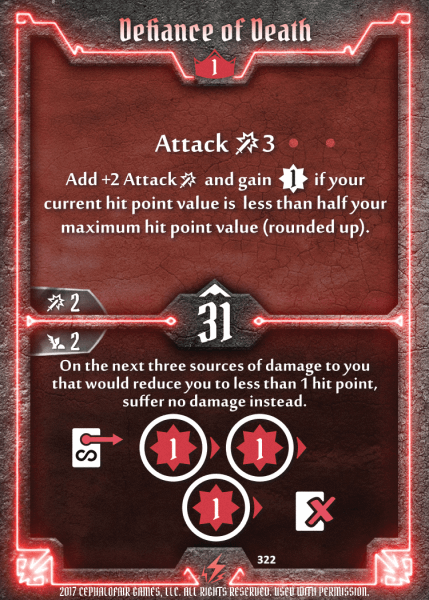 Defiance of Death
1
Attack 3
Add +2 Attack and gain 1 if your
current hit point value is less than half your
maximum hit point value (rounded up).
2
31
2
On the next three sources of damage to you
that would reduce you to less than 1 hit point,
suffer no damage instead.
S 1 1
1
322
2017 CEPHALOFAIR GAMES, LLC. ALL RIGHTS RESERVED. USED WITH PERMISSION.